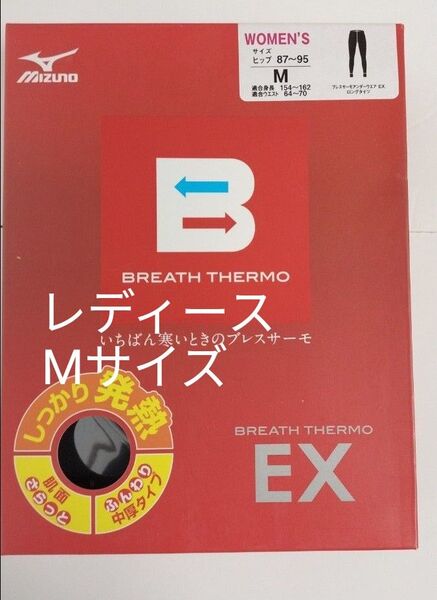 MIZUNO
WOMEN'S
サイズ
ヒップ 87～95
M
適合身長 154～162
適合ウエスト 64～70
ブレスサーモアンダーウエア EX
ロングタイツ
B
BREATH THERMO
レディース
いちばん寒いときのブレスサーモ
Mサイズ
しっかり発熱
肌面
さらっと
ふんわり
中厚タイプ
BREATH THERMO
EX